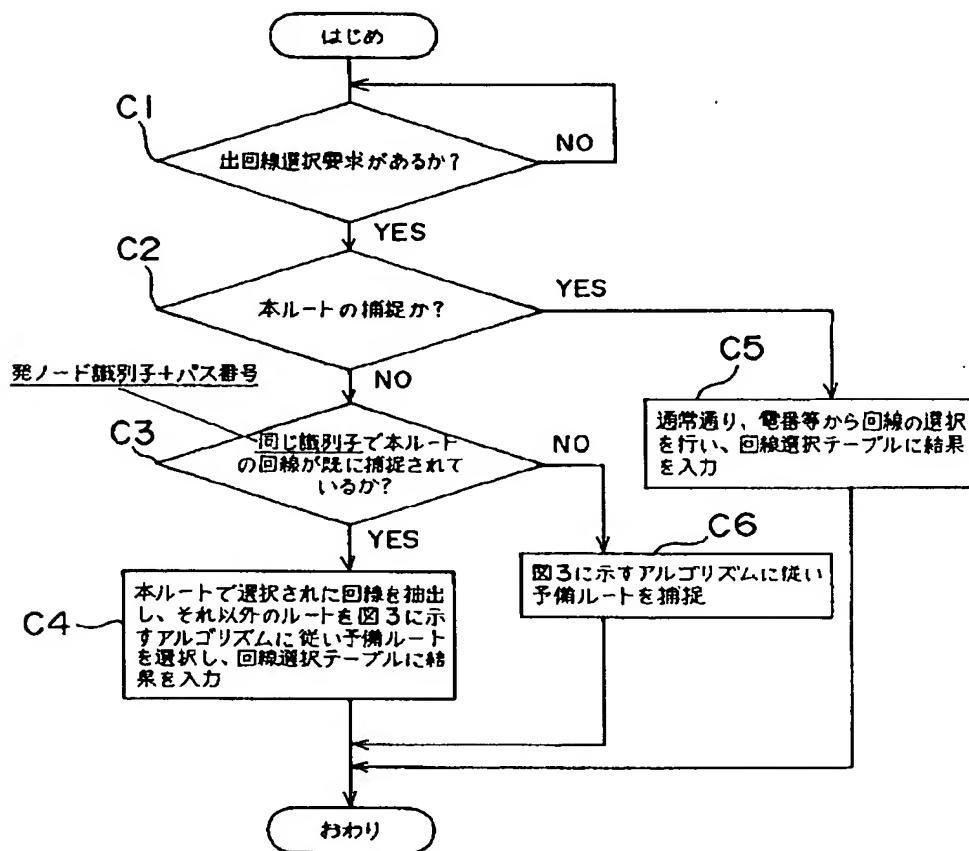 はじめ
C1
出回線選択要求があるか？
NO
YES
C2
本ルートの捕捉か？
YES
NO
発ノード識別子＋パス番号
C3
同じ識別子で本ルート
の回線が既に捕捉されて
いるか？
NO
YES
C5
通常通り、電器等から回線の選択
を行い、回線選択テーブルに結果
を入力
C6
図3に示すアルゴリズムに従い
予備ルートを捕捉
C4
本ルートで選択された回線を抽出
し、それ以外のルートを図3に示
すアルゴリズムに従い予備ルート
を選択し、回線選択テーブルに結
果を入力
おわり